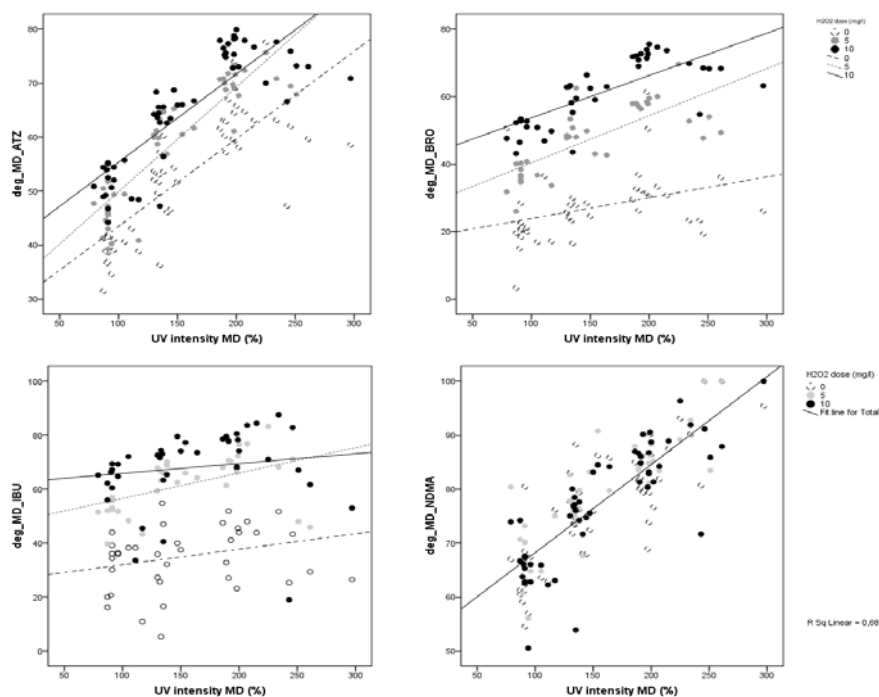 deg_MD_ATZ
80
70
60
50
40
30
50 100 150 200 250 300
UV intensity MD (%)
deg_MD_BRO
80
60
40
20
0
50 100 150 200 250 300
UV intensity MD (%)
H2O2 dose (mg/l)
0
5
10
0
5
10
deg_MD_IBU
100
80
60
40
20
0
50 100 150 200 250 300
UV intensity MD (%)
deg_MD_NDMA
100
90
80
70
60
50
50 100 150 200 250 300
UV intensity MD (%)
H2O2 dose (mg/l)
0
5
10
Fit line for Total
R Sq Linear = 0,68